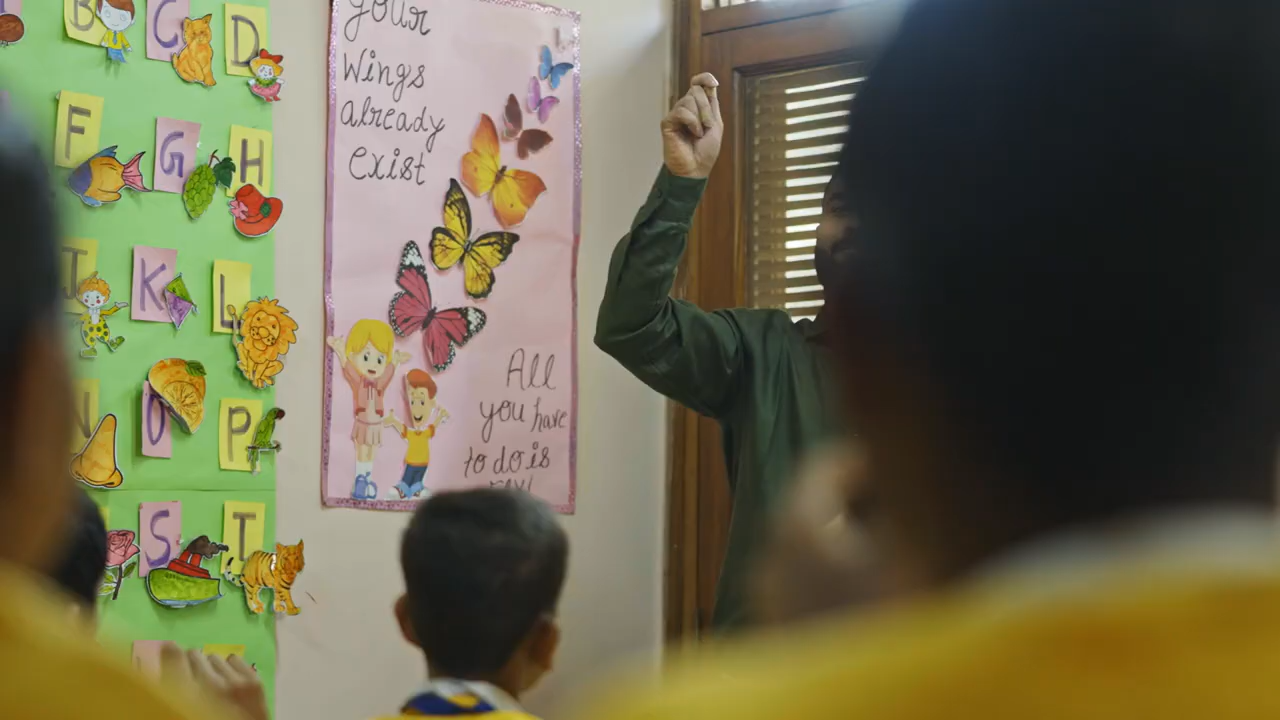 B C D
F G H
K L
O P
S T
your
Wings
already
exist
All
you have
to do is